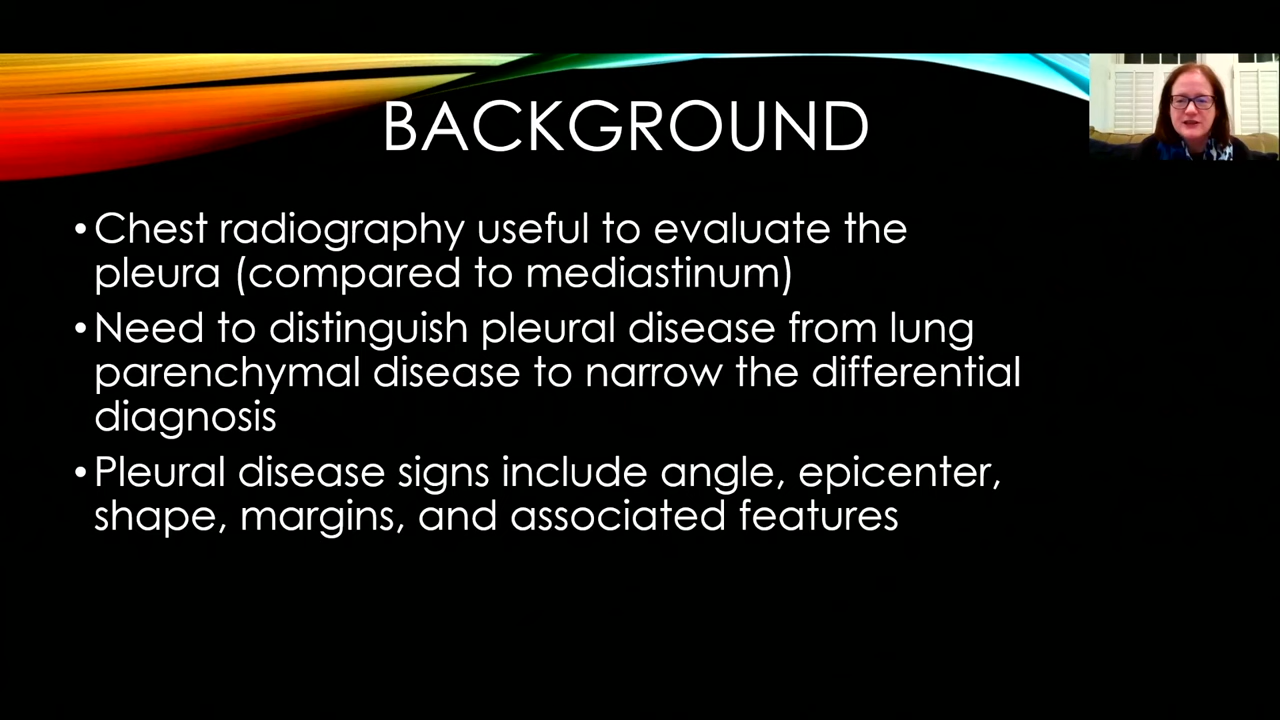 BACKGROUND
• Chest radiography useful to evaluate the
pleura (compared to mediastinum)
• Need to distinguish pleural disease from lung
parenchymal disease to narrow the differential
diagnosis
• Pleural disease signs include angle, epicenter,
shape, margins, and associated features